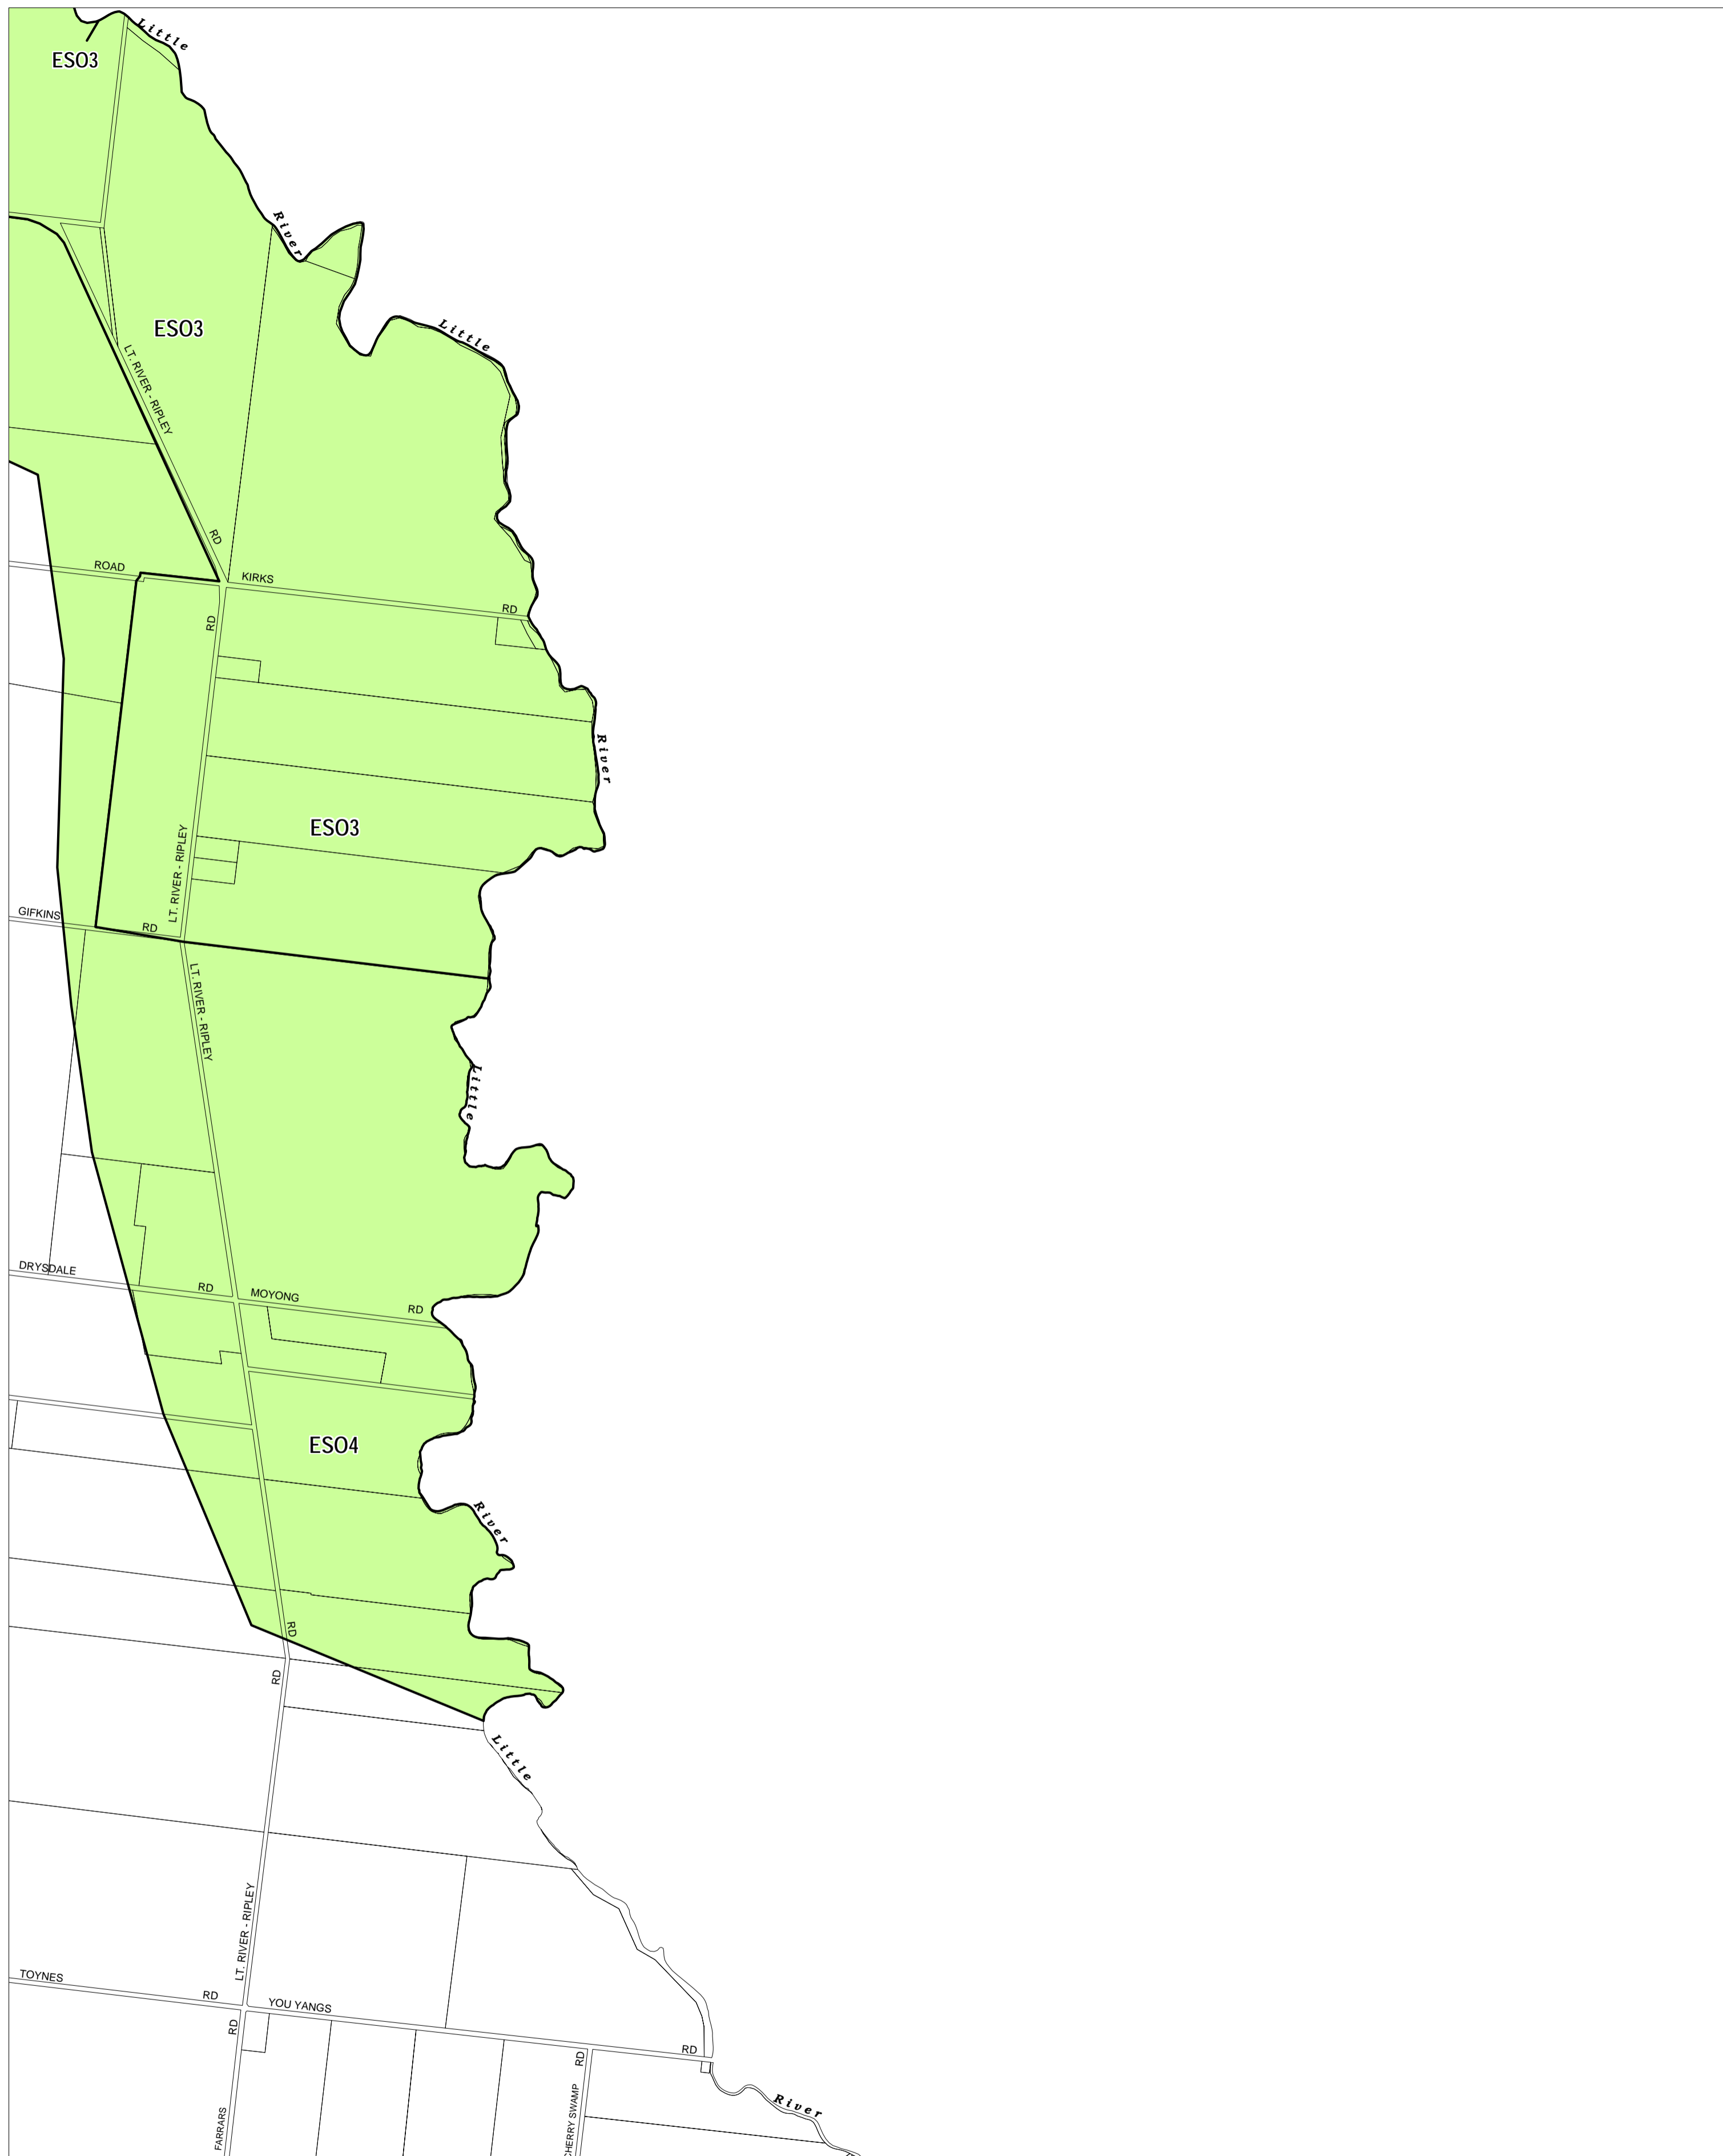 Little
ESO3
River
Little
ESO3
LT. RIVER - RIPLEY
RD
ROAD
KIRKS
RD
RD
River
ESO3
LT. RIVER - RIPLEY
GIFKINS
RD
LT. RIVER - RIPLEY
Little
DRYSDALE
RD
MOYONG
RD
ESO4
River
RD
RD
Little
LT. RIVER - RIPLEY
TOYNES
RD
YOU YANGS
RD
RD
RD
CHERRY SWAMP
FARRARS
River